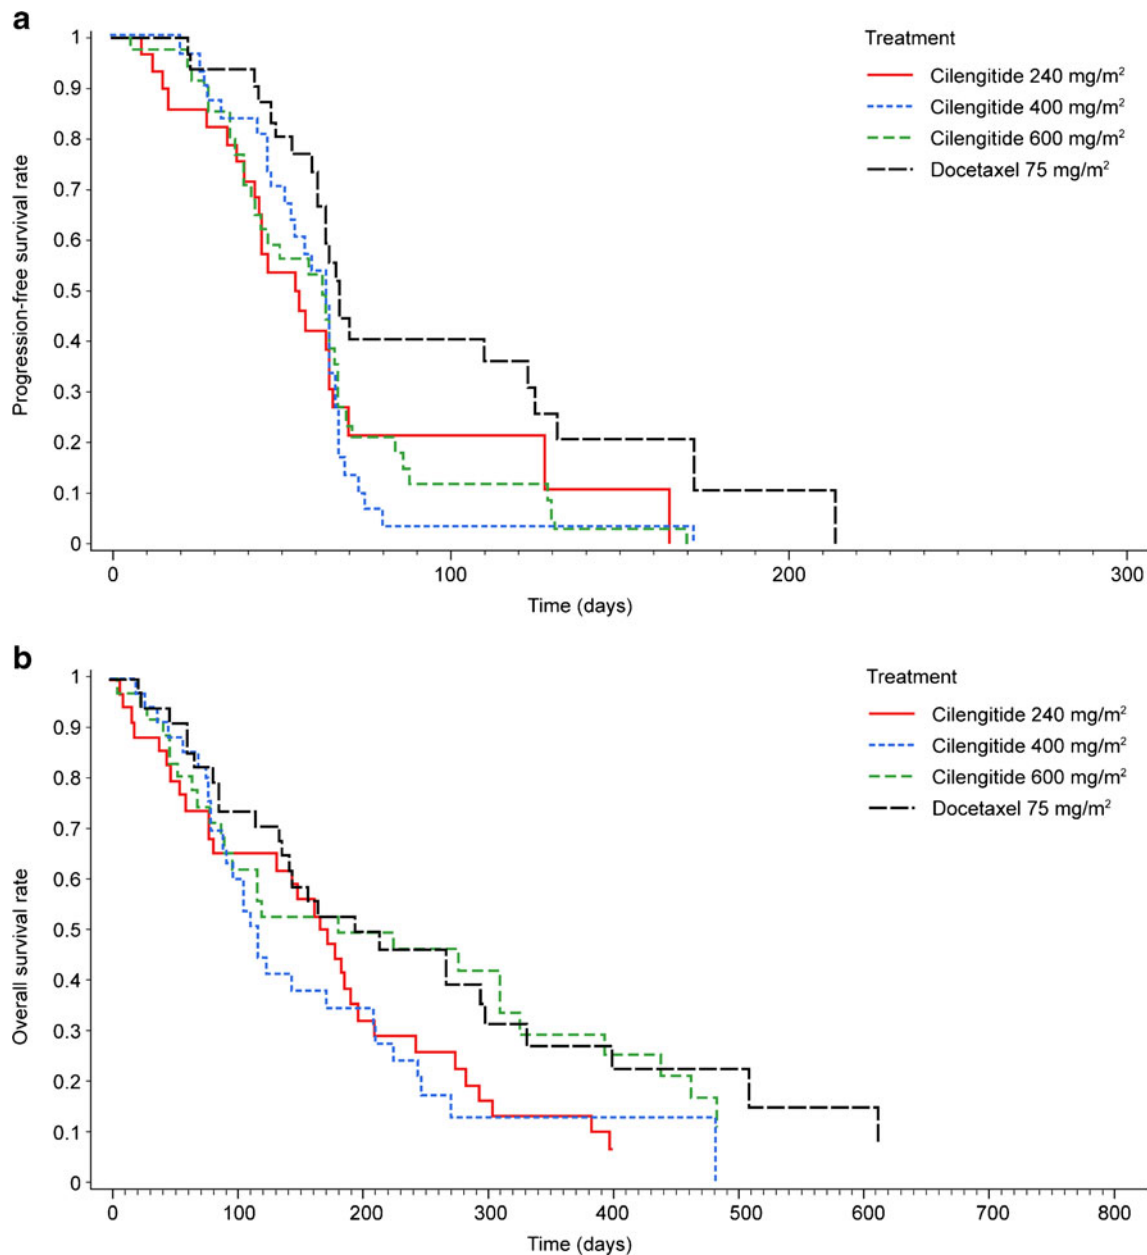 a
Treatment
Cilengitide 240 mg/m²
Cilengitide 400 mg/m²
Cilengitide 600 mg/m²
Docetaxel 75 mg/m²
Progression-free survival rate
1
0.9
0.8
0.7
0.6
0.5
0.4
0.3
0.2
0.1
0
0 100 200 300
Time (days)
b
Treatment
Cilengitide 240 mg/m²
Cilengitide 400 mg/m²
Cilengitide 600 mg/m²
Docetaxel 75 mg/m²
Overall survival rate
1
0.9
0.8
0.7
0.6
0.5
0.4
0.3
0.2
0.1
0
0 100 200 300 400 500 600 700 800
Time (days)